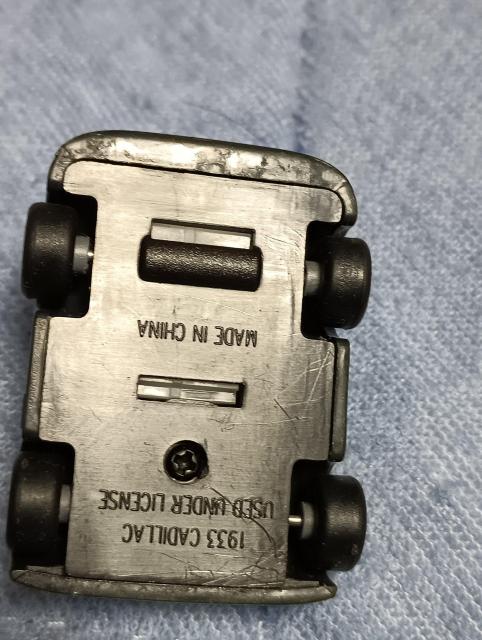 1933 CADILLAC
USED UNDER LICENSE
MADE IN CHINA